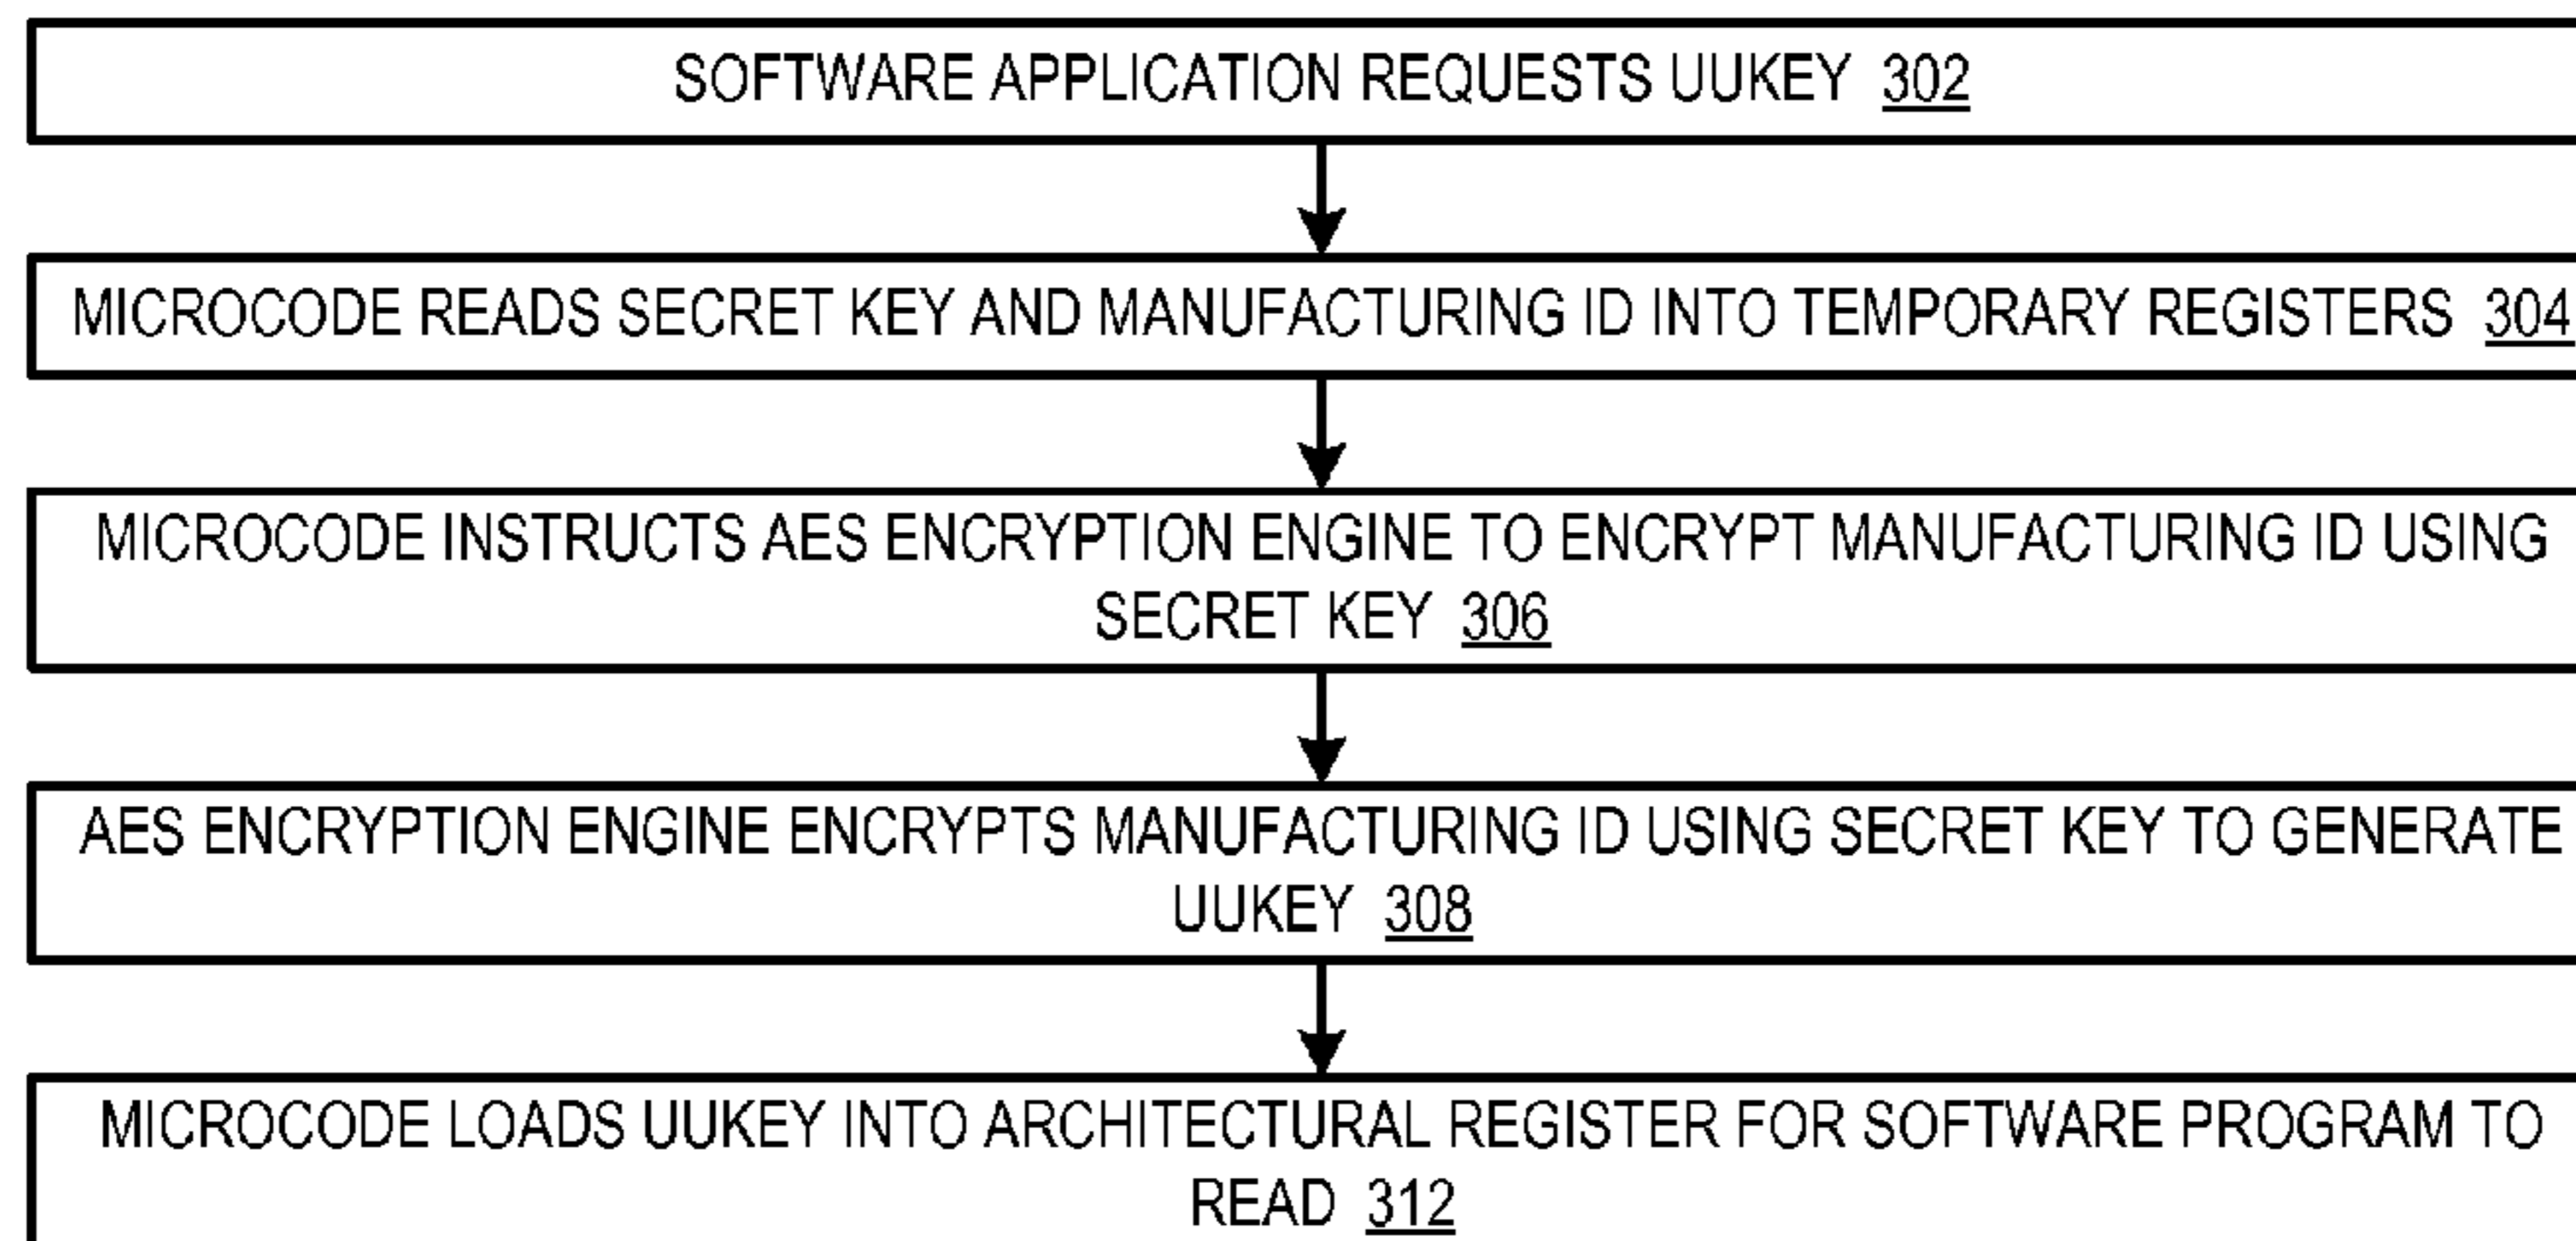 SOFTWARE APPLICATION REQUESTS UUKEY 302
MICROCODE READS SECRET KEY AND MANUFACTURING ID INTO TEMPORARY REGISTERS 304
MICROCODE INSTRUCTS AES ENCRYPTION ENGINE TO ENCRYPT MANUFACTURING ID USING
SECRET KEY 306
AES ENCRYPTION ENGINE ENCRYPTS MANUFACTURING ID USING SECRET KEY TO GENERATE
UUKEY 308
MICROCODE LOADS UUKEY INTO ARCHITECTURAL REGISTER FOR SOFTWARE PROGRAM TO
READ 312